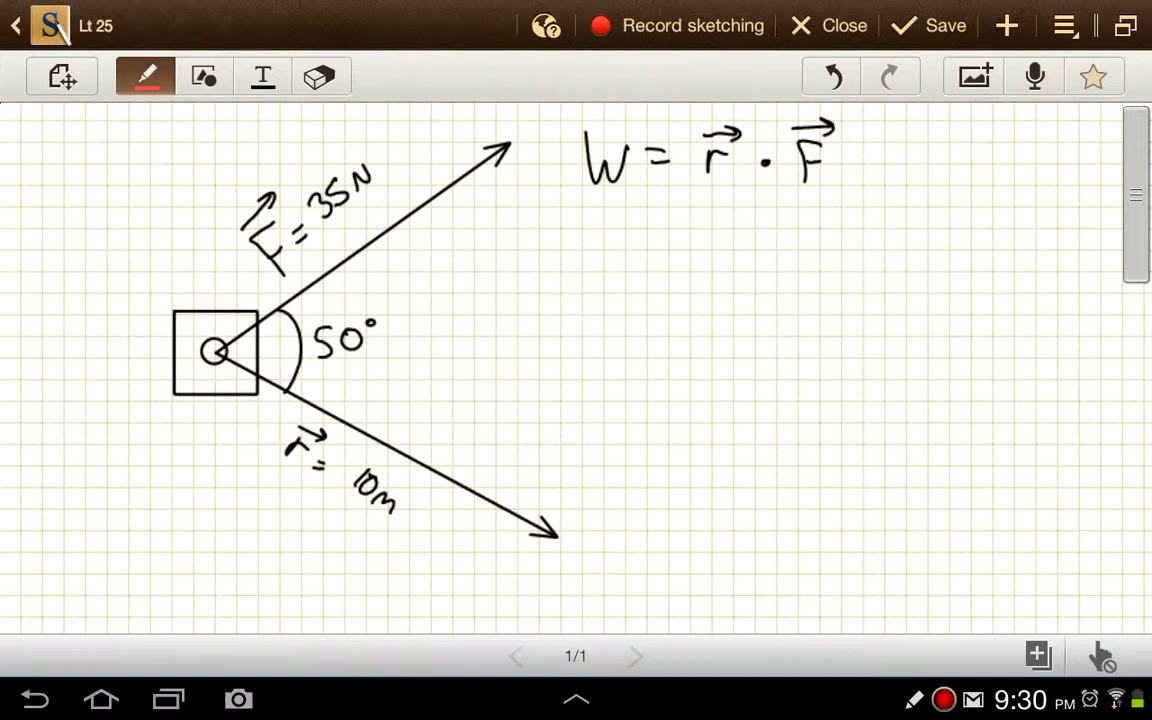 S Lt 25 Record sketching Close Save
T
W = r⃗ · F⃗
F⃗ = 35N
50°
r⃗ = 10m
1/1
9:30 PM